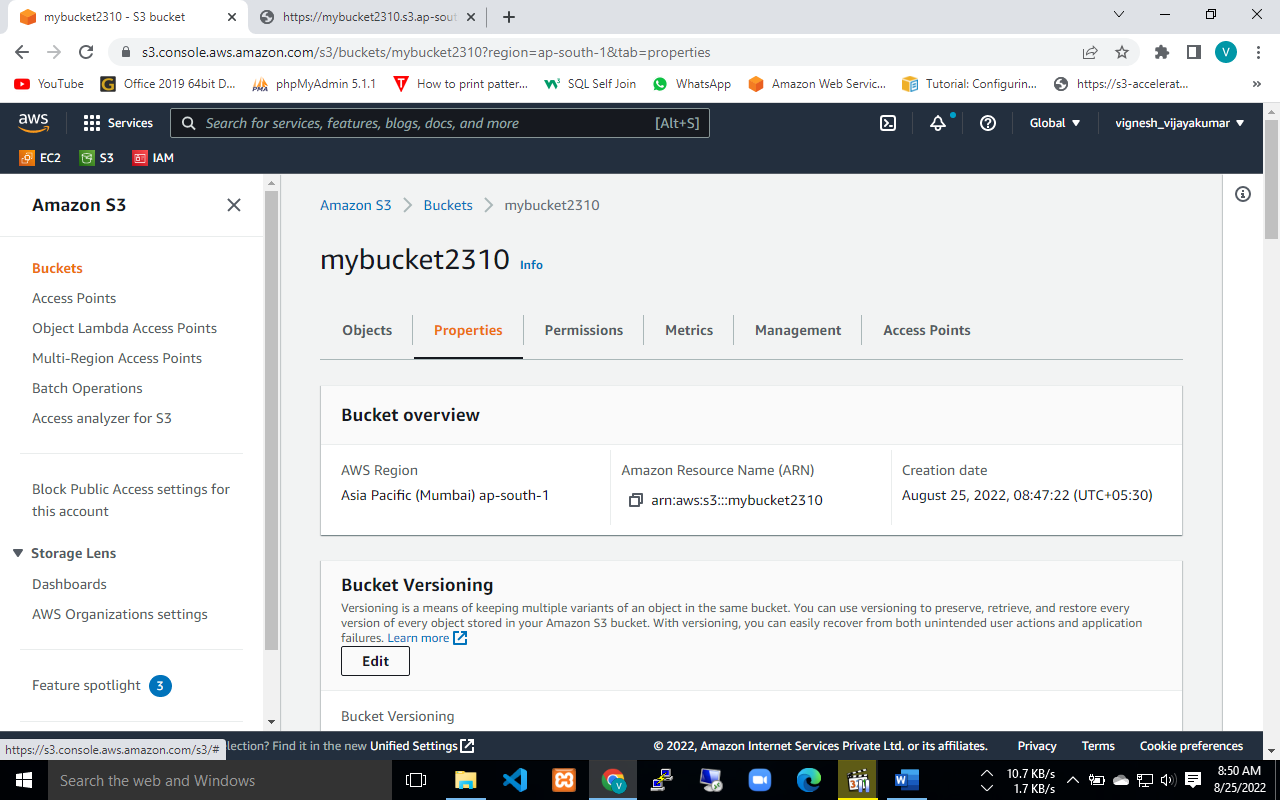 mybucket2310 - S3 bucket
https://mybucket2310.s3.ap-sout
s3.console.aws.amazon.com/s3/buckets/mybucket2310?region=ap-south-1&tab=properties
V
YouTube
Office 2019 64bit D...
phpMyAdmin 5.1.1
How to print patter...
SQL Self Join
WhatsApp
Amazon Web Servic...
Tutorial: Configurin...
https://s3-accelerat...
»
aws
Services
Search for services, features, blogs, docs, and more
[Alt+S]
Global
vignesh_vijayakumar
EC2
S3
IAM
Amazon S3
Buckets
Access Points
Object Lambda Access Points
Multi-Region Access Points
Batch Operations
Access analyzer for S3
Block Public Access settings for
this account
Storage Lens
Dashboards
AWS Organizations settings
Feature spotlight 3
Amazon S3
Buckets
mybucket2310
mybucket2310 Info
Objects
Properties
Permissions
Metrics
Management
Access Points
Bucket overview
AWS Region
Asia Pacific (Mumbai) ap-south-1
Amazon Resource Name (ARN)
arn:aws:s3:::mybucket2310
Creation date
August 25, 2022, 08:47:22 (UTC+05:30)
Bucket Versioning
Versioning is a means of keeping multiple variants of an object in the same bucket. You can use versioning to preserve, retrieve, and restore every
version of every object stored in your Amazon S3 bucket. With versioning, you can easily recover from both unintended user actions and application
failures. Learn more
Edit
Bucket Versioning
https://s3.console.aws.amazon.com/s3/#
election? Find it in the new Unified Settings
© 2022, Amazon Internet Services Private Ltd. or its affiliates.
Privacy
Terms
Cookie preferences
Search the web and Windows
10.7 KB/s
1.7 KB/s
8:50 AM
8/25/2022